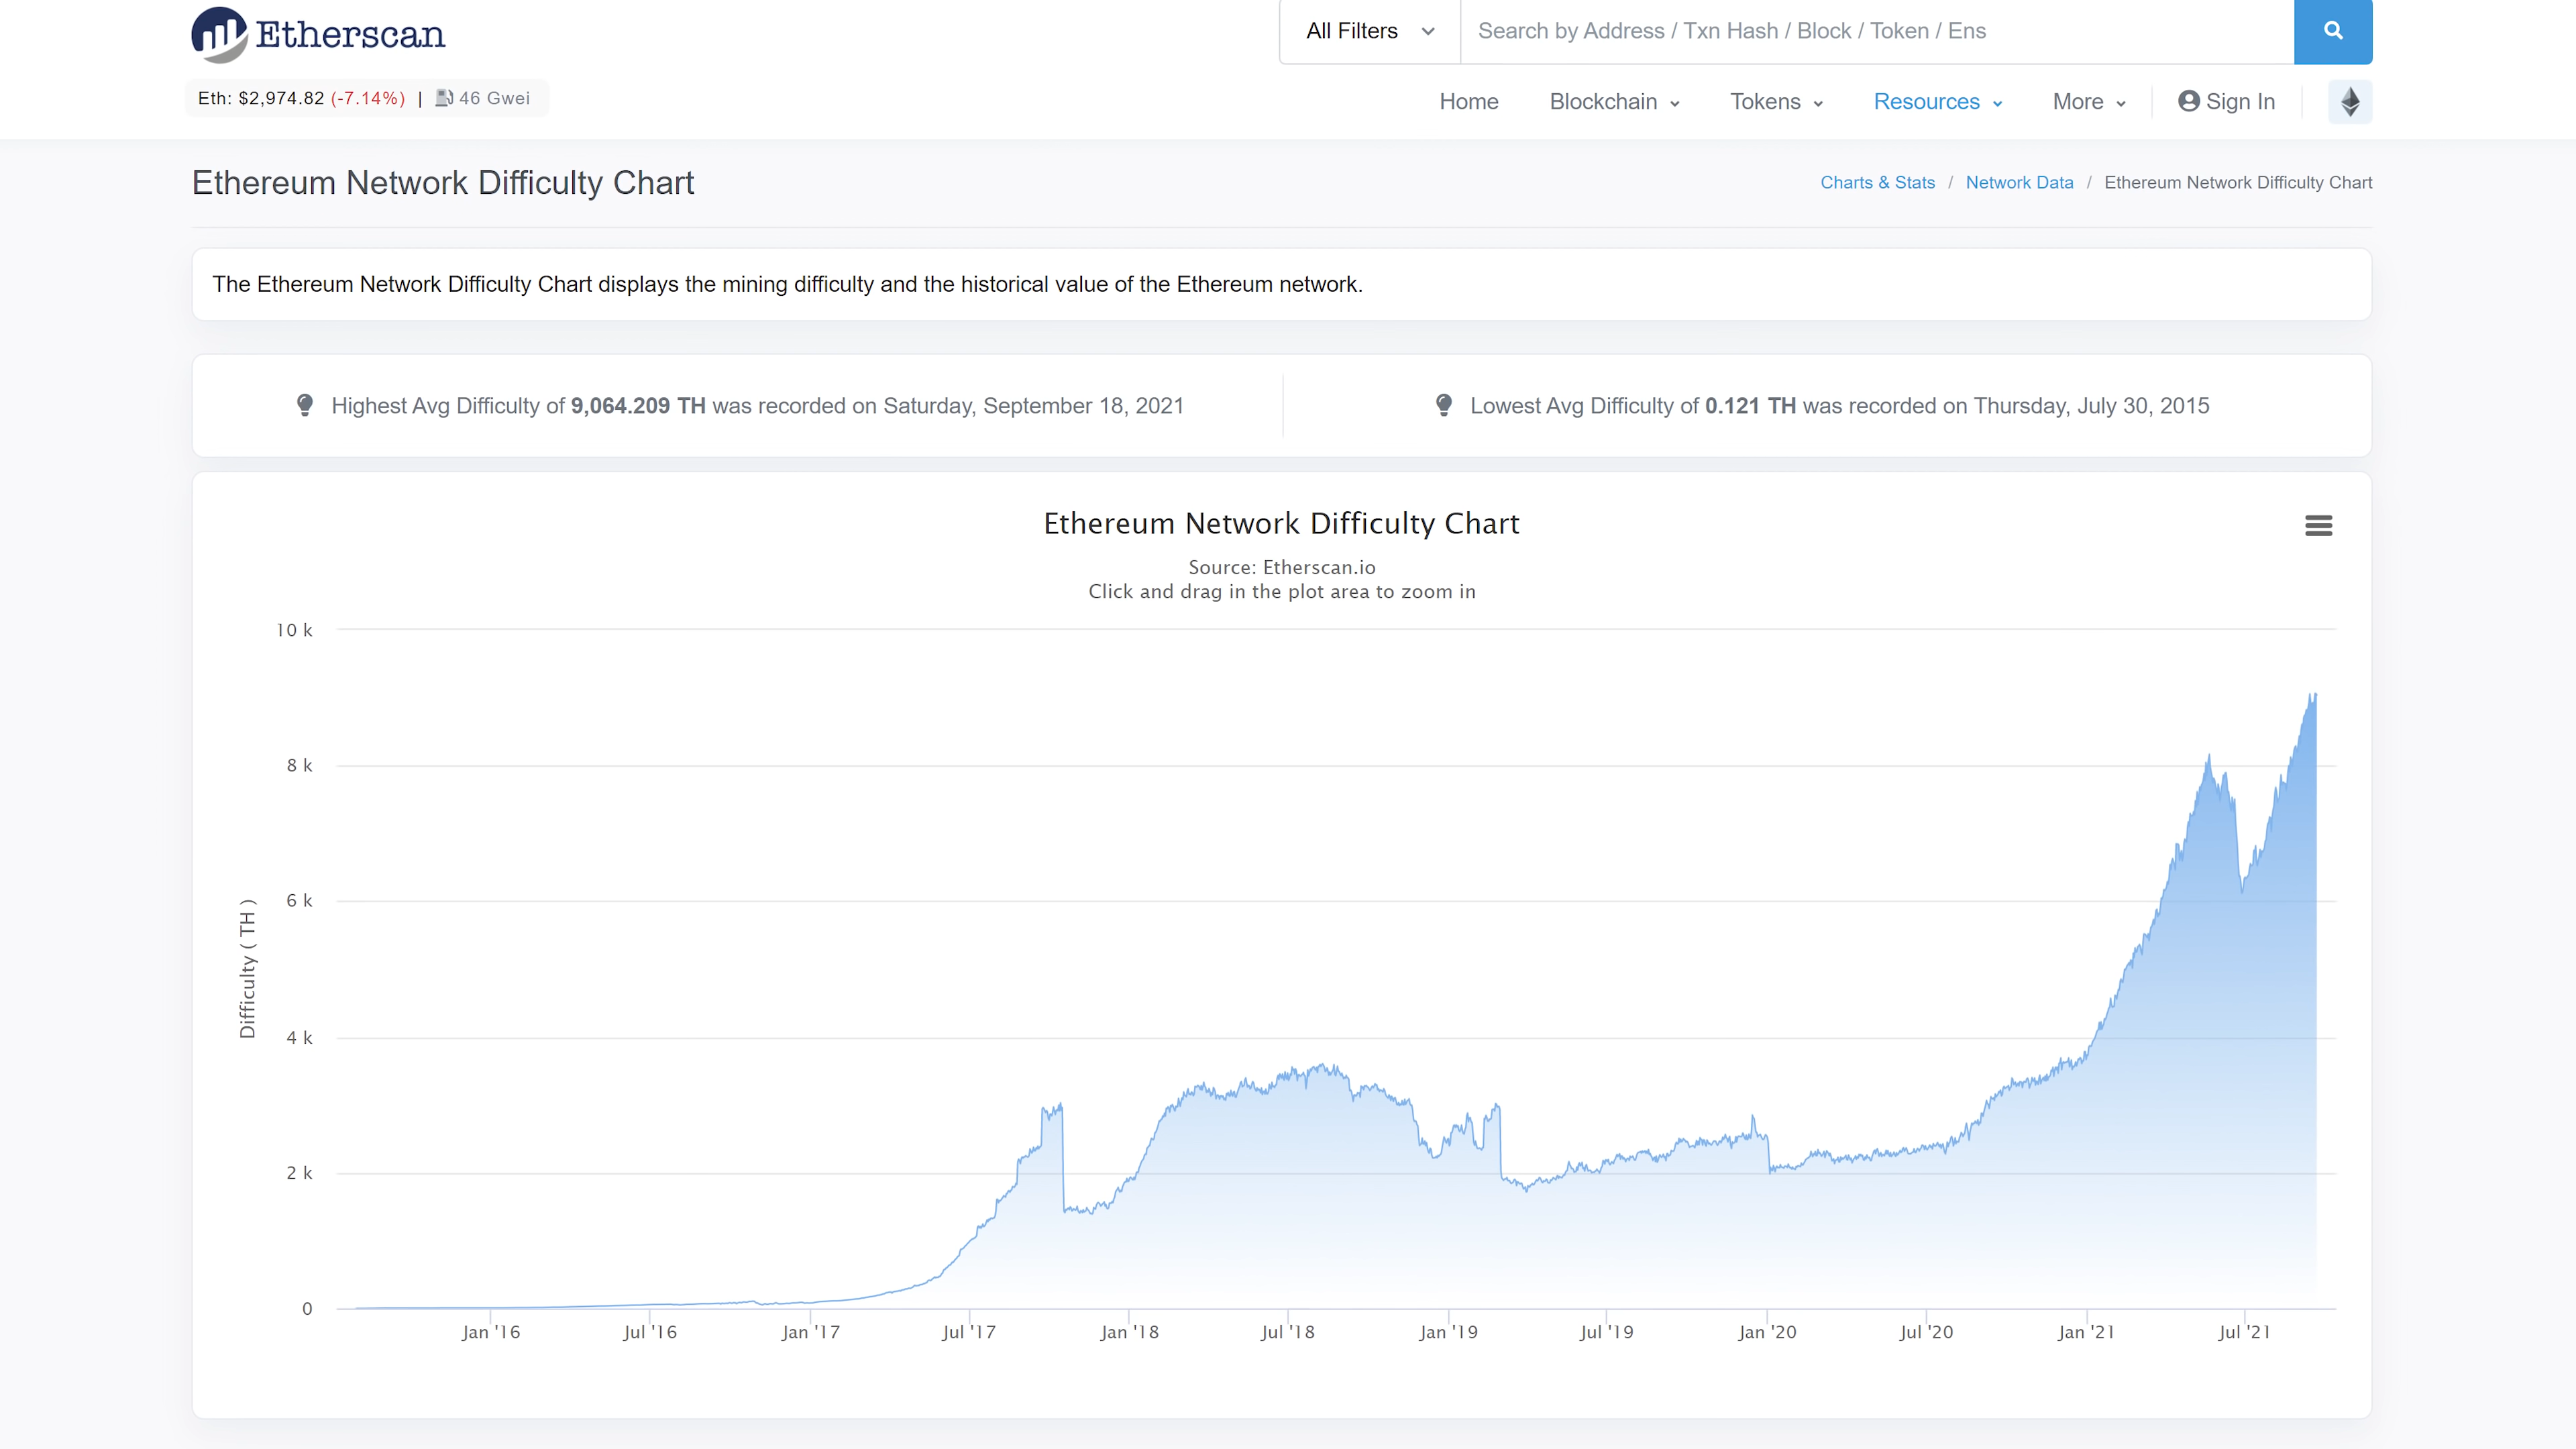 Etherscan
All Filters
Search by Address / Txn Hash / Block / Token / Ens
Eth: $2,974.82 (-7.14%) | 46 Gwei
Home Blockchain Tokens Resources More Sign In
Ethereum Network Difficulty Chart
Charts & Stats / Network Data / Ethereum Network Difficulty Chart
The Ethereum Network Difficulty Chart displays the mining difficulty and the historical value of the Ethereum network.
Highest Avg Difficulty of 9,064.209 TH was recorded on Saturday, September 18, 2021
Lowest Avg Difficulty of 0.121 TH was recorded on Thursday, July 30, 2015
Ethereum Network Difficulty Chart
Source: Etherscan.io
Click and drag in the plot area to zoom in
Difficulty ( TH )
10 k
8 k
6 k
4 k
2 k
0
Jan '16 Jul '16 Jan '17 Jul '17 Jan '18 Jul '18 Jan '19 Jul '19 Jan '20 Jul '20 Jan '21 Jul '21